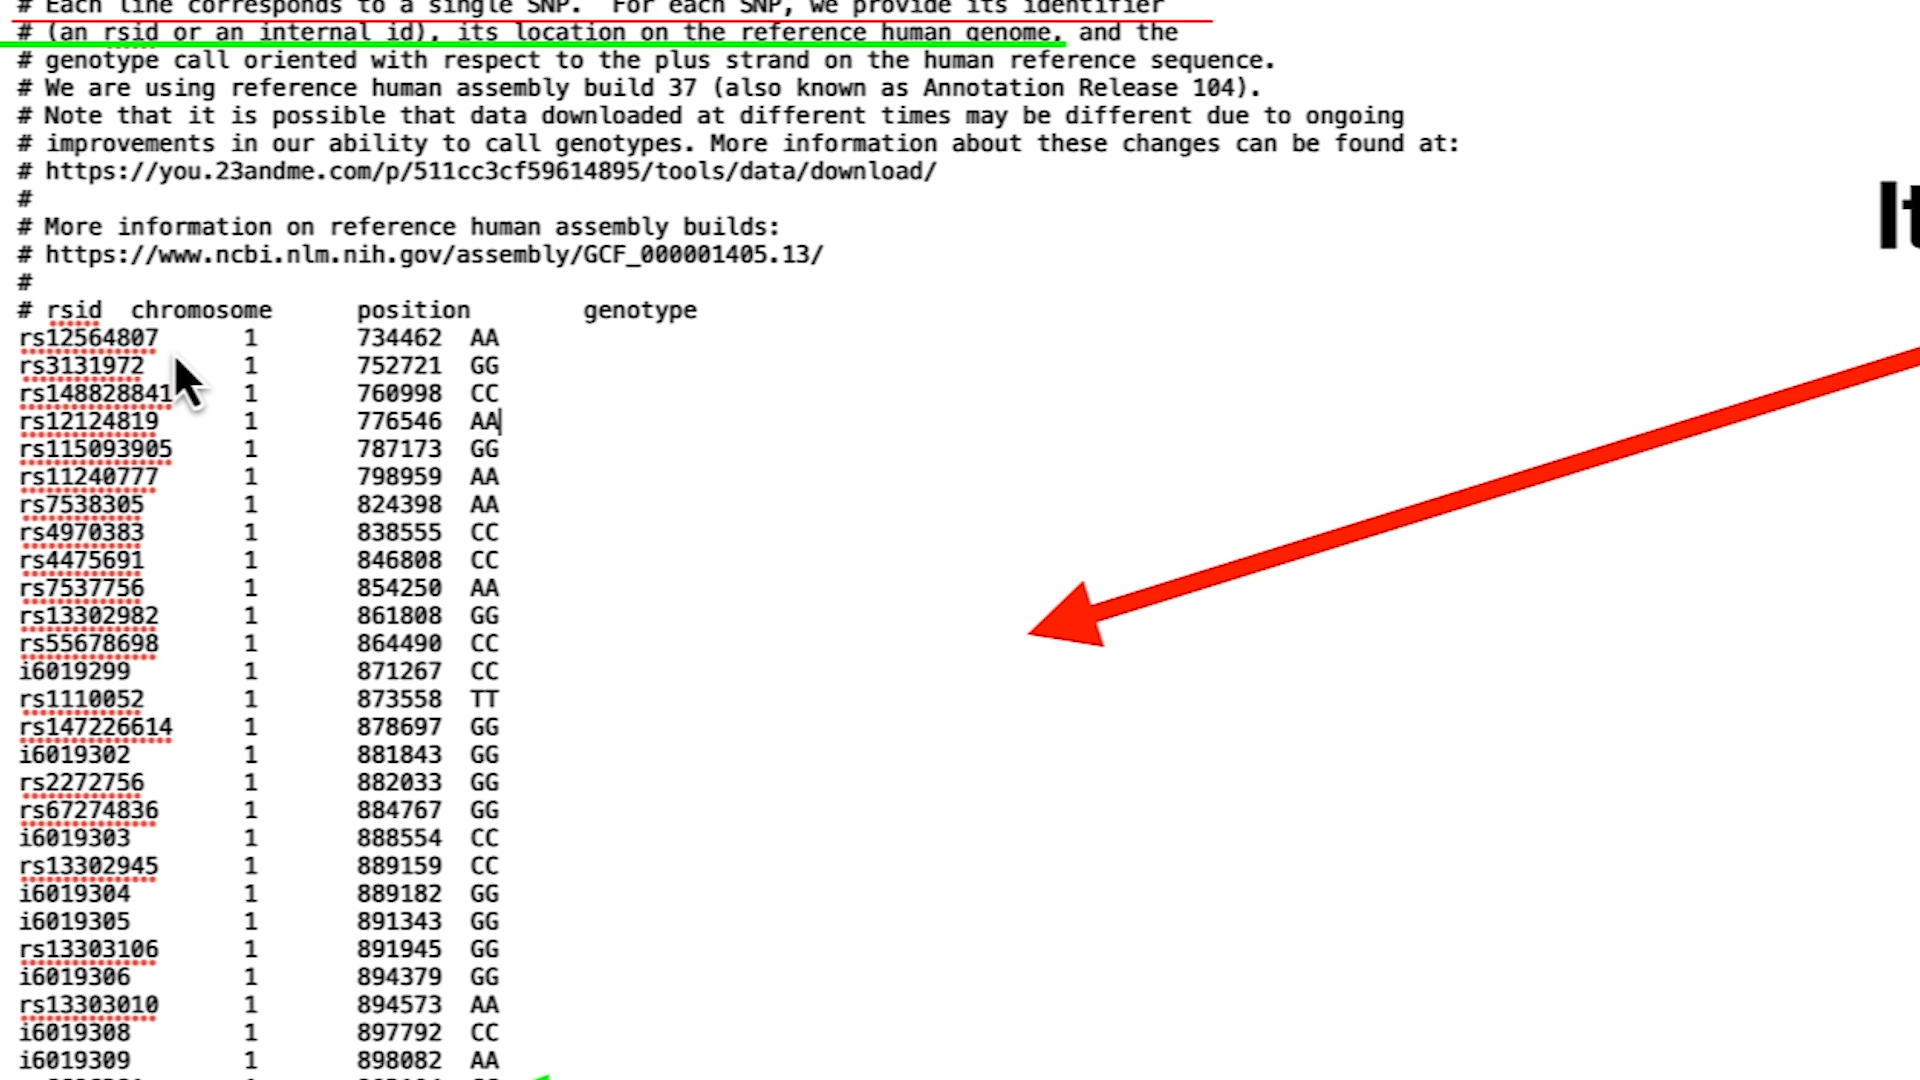 # Each line corresponds to a single SNP.  For each SNP, we provide its identifier
# (an rsid or an internal id), its location on the reference human genome, and the
# genotype call oriented with respect to the plus strand on the human reference sequence.
# We are using reference human assembly build 37 (also known as Annotation Release 104).
# Note that it is possible that data downloaded at different times may be different due to ongoing
# improvements in our ability to call genotypes. More information about these changes can be found at:
# https://you.23andme.com/p/511cc3cf59614895/tools/data/download/
#
# More information on reference human assembly builds:
# https://www.ncbi.nlm.nih.gov/assembly/GCF_000001405.13/
#
It
# rsid chromosome position genotype
rs12564807 1 734462 AA
rs3131972 1 752721 GG
rs148828841 1 760998 CC
rs12124819 1 776546 AA
rs115093905 1 787173 GG
rs11240777 1 798959 AA
rs7538305 1 824398 AA
rs4970383 1 838555 CC
rs4475691 1 846808 CC
rs7537756 1 854250 AA
rs13302982 1 861808 GG
rs55678698 1 864490 CC
i6019299 1 871267 CC
rs1110052 1 873558 TT
rs147226614 1 878697 GG
i6019302 1 881843 GG
rs2272756 1 882033 GG
rs67274836 1 884767 GG
i6019303 1 888554 CC
rs13302945 1 889159 CC
i6019304 1 889182 GG
i6019305 1 891343 GG
rs13303106 1 891945 GG
i6019306 1 894379 GG
rs13303010 1 894573 AA
i6019308 1 897792 CC
i6019309 1 898082 AA